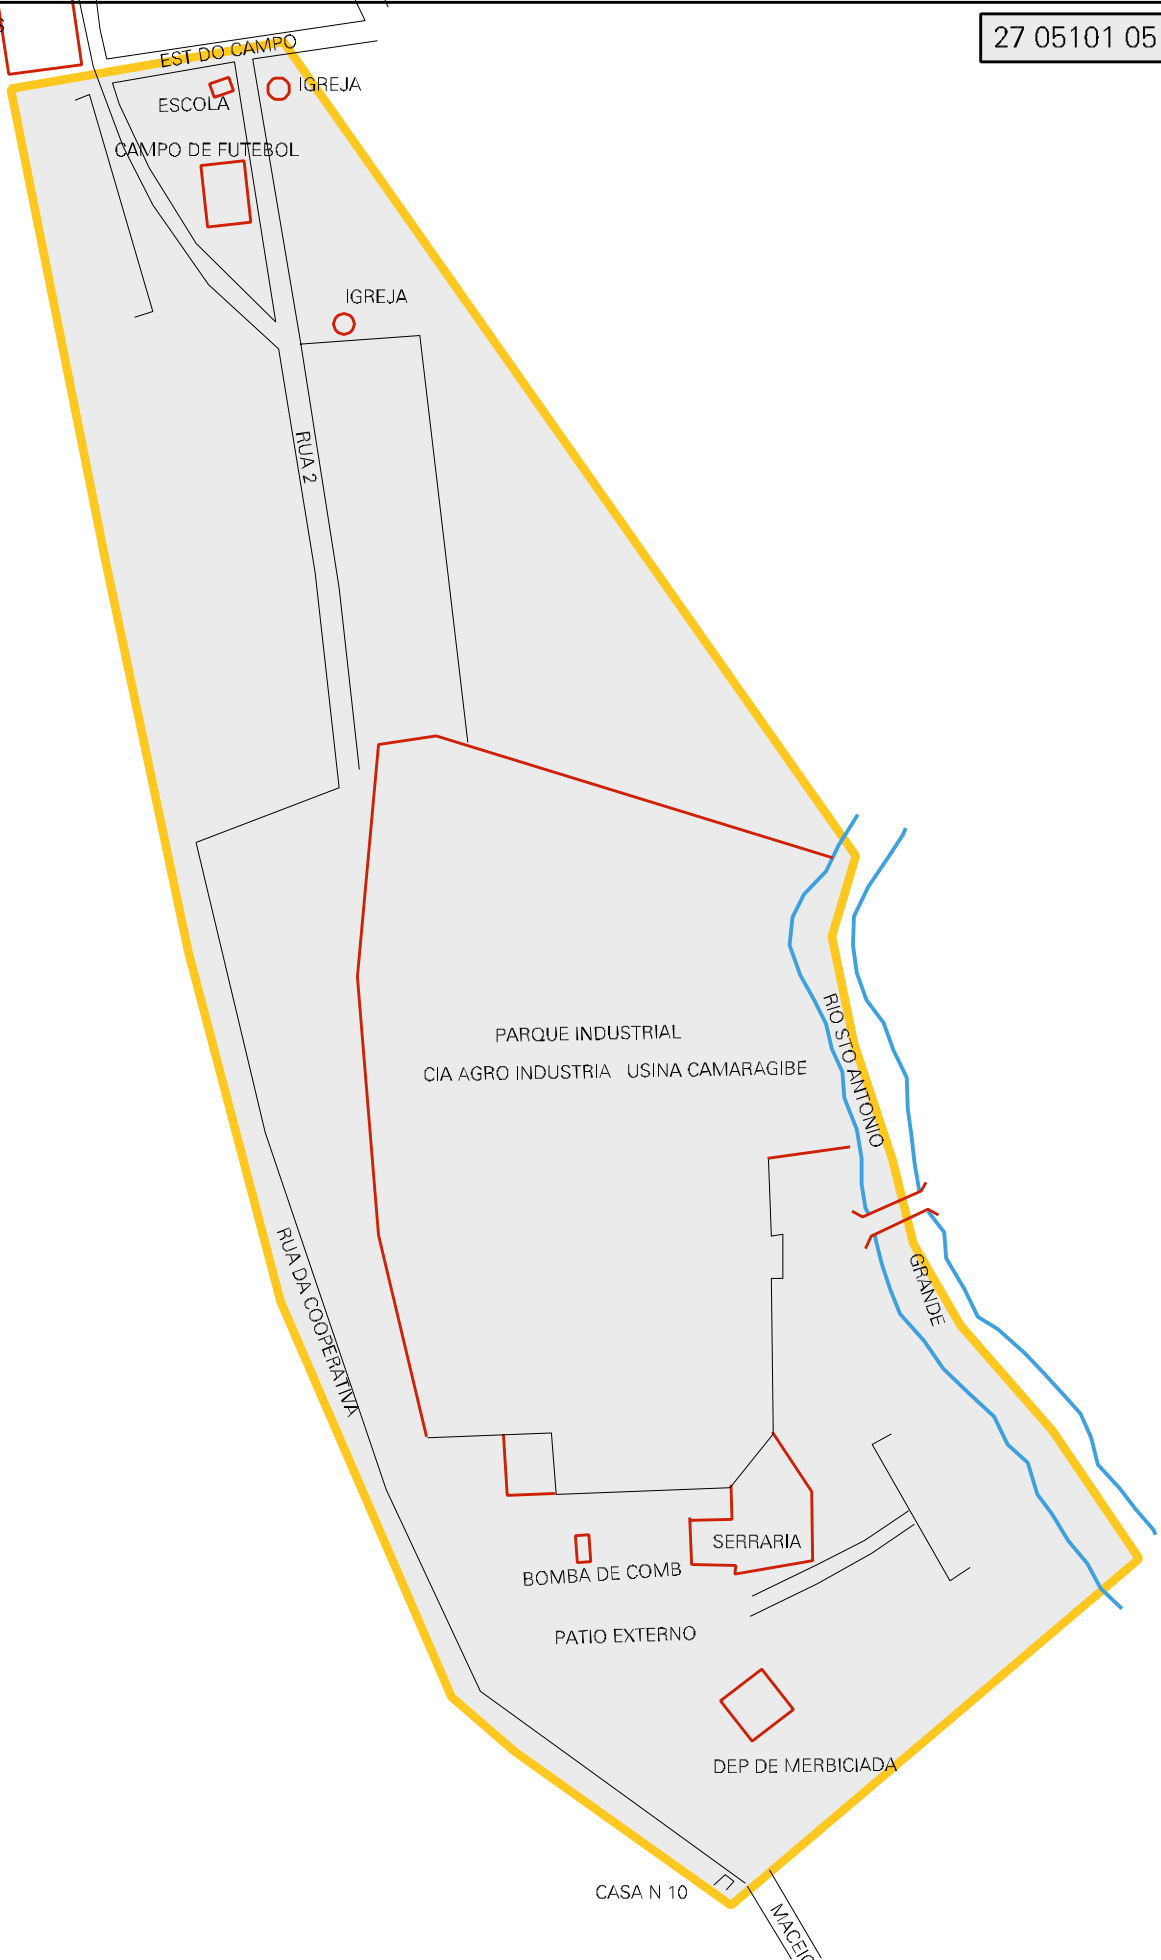 27 05101 05
EST DO CAMPO
IGREJA
ESCOLA
CAMPO DE FUTEBOL
IGREJA
RUA 2
PARQUE INDUSTRIAL
CIA AGRO INDUSTRIA USINA CAMARAGIBE
RIO STO ANTONIO
GRANDE
RUA DA COOPERATIVA
SERRARIA
BOMBA DE COMB
PATIO EXTERNO
DEP DE MERBICIADA
CASA N 10